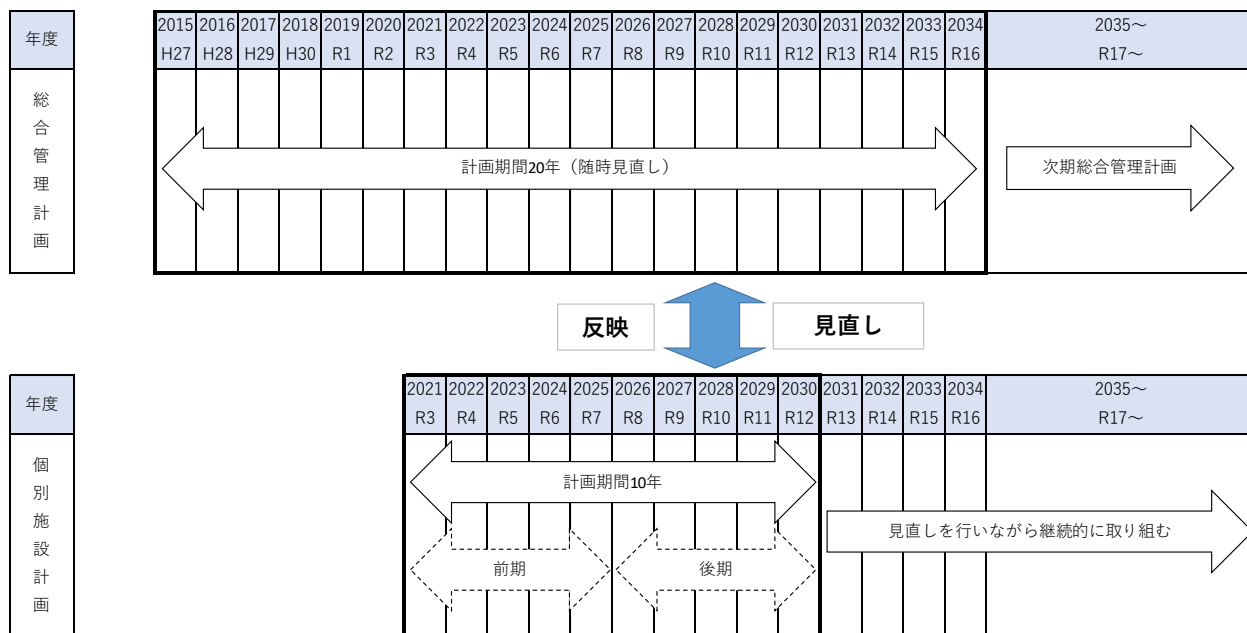 年度
2015 2016 2017 2018 2019 2020 2021 2022 2023 2024 2025 2026 2027 2028 2029 2030 2031 2032 2033 2034 2035～
H27 H28 H29 H30 R1 R2 R3 R4 R5 R6 R7 R8 R9 R10 R11 R12 R13 R14 R15 R16 R17～
総合管理計画
計画期間20年（随時見直し）
次期総合管理計画
反映
見直し
年度
2021 2022 2023 2024 2025 2026 2027 2028 2029 2030 2031 2032 2033 2034 2035～
R3 R4 R5 R6 R7 R8 R9 R10 R11 R12 R13 R14 R15 R16 R17～
個別施設計画
計画期間10年
見直しを行いながら継続的に取り組む
前期
後期